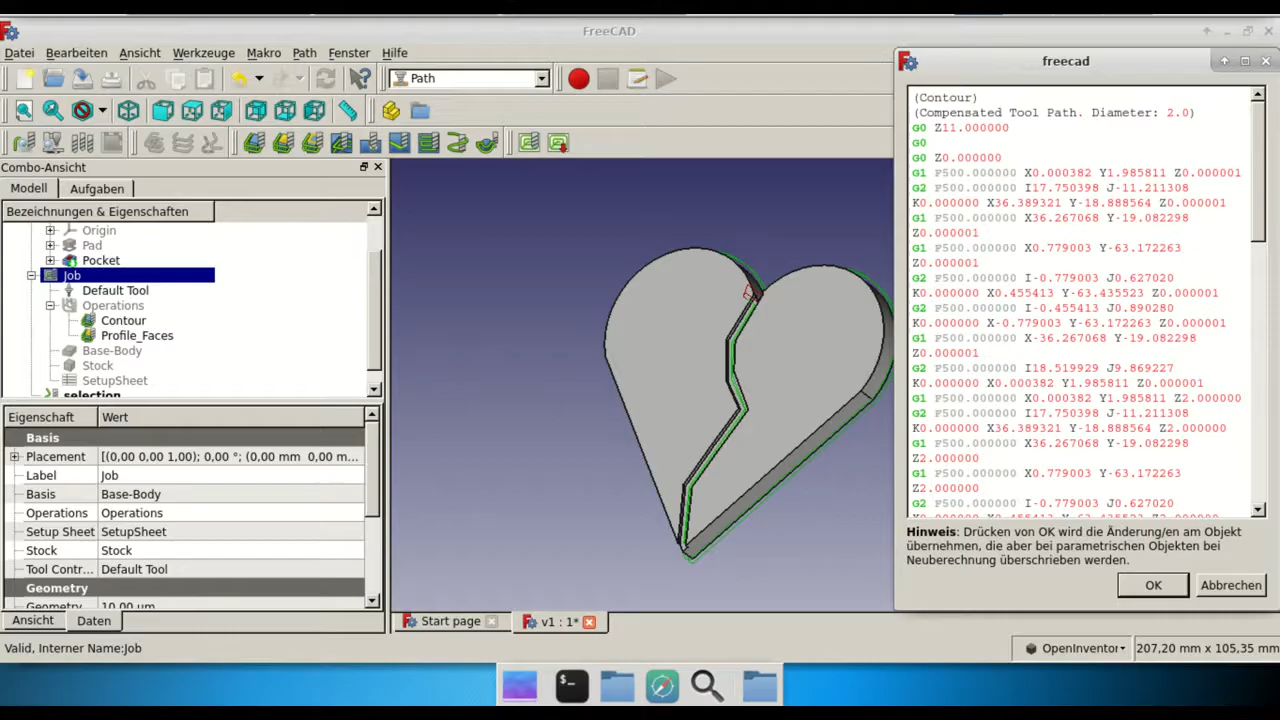 FreeCAD
Datei Bearbeiten Ansicht Werkzeuge Makro Path Fenster Hilfe
Path
Combo-Ansicht
Modell Aufgaben
Bezeichnungen & Eigenschaften
Origin
Pad
Pocket
Job
Default Tool
Operations
Contour
Profile_Faces
Base-Body
Stock
SetupSheet
selection
Eigenschaft Wert
Basis
Placement [(0,00 0,00 1,00); 0,00 °; (0,00 mm 0,00 m...
Label Job
Basis Base-Body
Operations Operations
Setup Sheet SetupSheet
Stock Stock
Tool Contr... Default Tool
Geometry
Geometry 10,00 um
Ansicht Daten
Start page
v1 : 1*
Valid, Interner Name:Job
OpenInventor
207,20 mm x 105,35 mm
freecad
(Contour)
(Compensated Tool Path. Diameter: 2.0)
G0 Z11.000000
G0
G0 Z0.000000
G1 F500.000000 X0.000382 Y1.985811 Z0.000001
G2 F500.000000 I17.750398 J-11.211308
K0.000000 X36.389321 Y-18.888564 Z0.000001
G1 F500.000000 X36.267068 Y-19.082298
Z0.000001
G1 F500.000000 X0.779003 Y-63.172263
Z0.000001
G2 F500.000000 I-0.779003 J0.627020
K0.000000 X0.455413 Y-63.435523 Z0.000001
G2 F500.000000 I-0.455413 J0.890280
K0.000000 X-0.779003 Y-63.172263 Z0.000001
G1 F500.000000 X-36.267068 Y-19.082298
Z0.000001
G2 F500.000000 I18.519929 J9.869227
K0.000000 X0.000382 Y1.985811 Z0.000001
G1 F500.000000 X0.000382 Y1.985811 Z2.000000
G2 F500.000000 I17.750398 J-11.211308
K0.000000 X36.389321 Y-18.888564 Z2.000000
G1 F500.000000 X36.267068 Y-19.082298
Z2.000000
G1 F500.000000 X0.779003 Y-63.172263
Z2.000000
G2 F500.000000 I-0.779003 J0.627020
K0.000000 X0.455413 Y-63.435523 Z2.000000
Hinweis: Drücken von OK wird die Änderung/en am Objekt
übernehmen, die aber bei parametrischen Objekten bei
Neuberechnung überschrieben werden.
OK Abbrechen